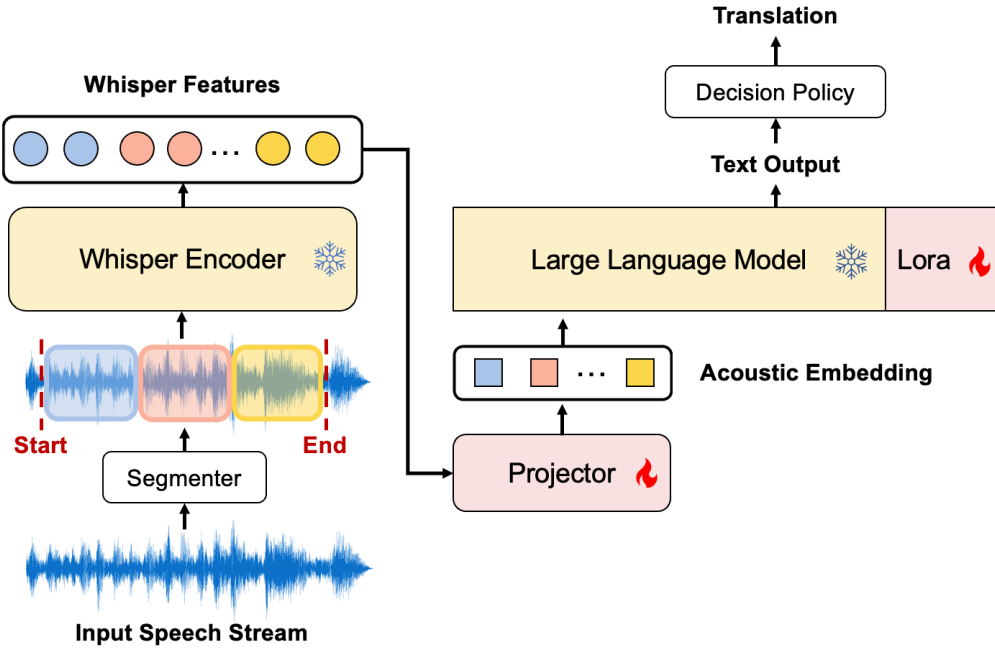 Translation
Decision Policy
Text Output
Whisper Features
...
Whisper Encoder
Large Language Model
Lora
Start
End
...
Acoustic Embedding
Segmenter
Projector
Input Speech Stream